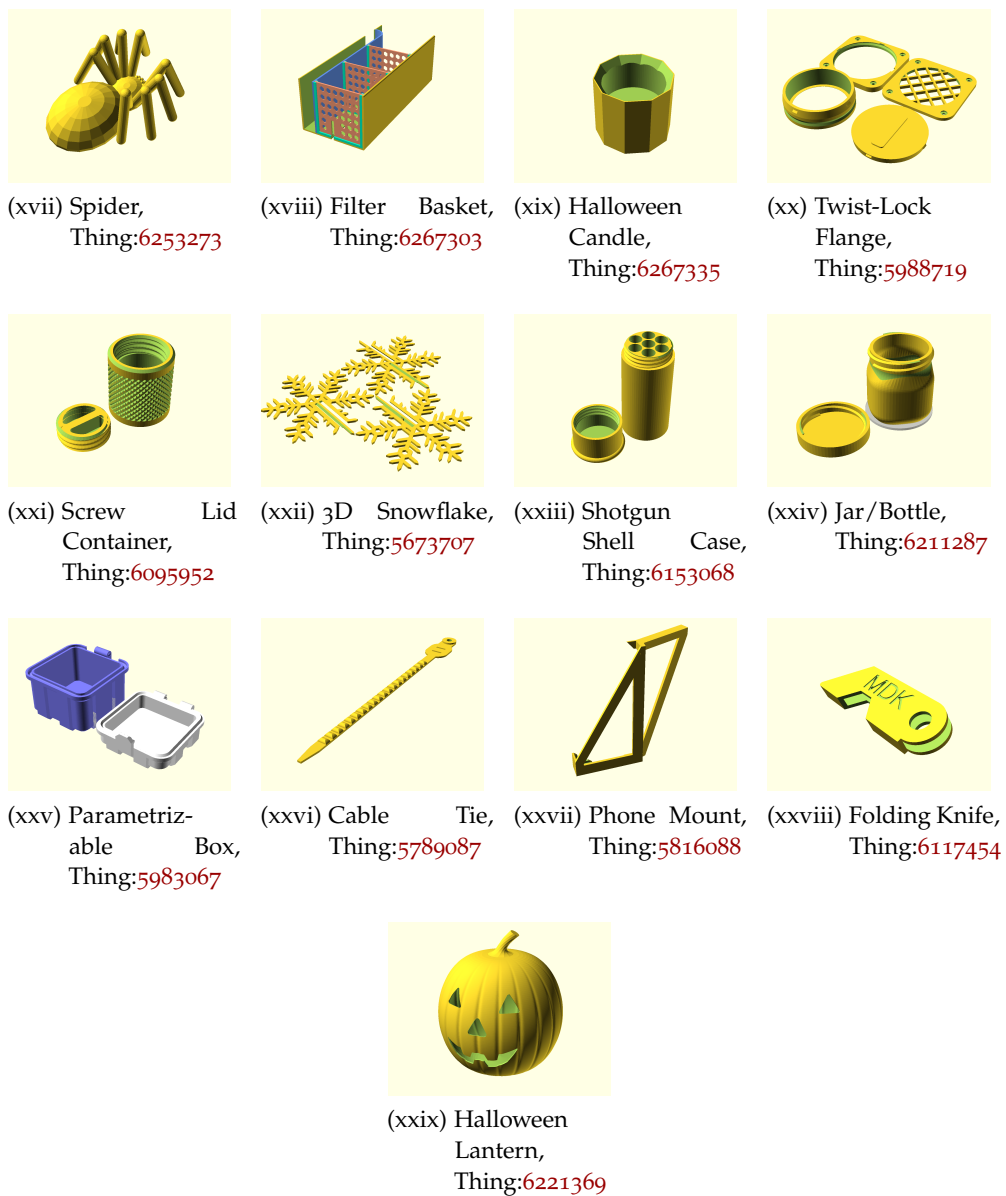 (xvii) Spider,
Thing:6253273
(xviii) Filter Basket,
Thing:6267303
(xix) Halloween
Candle,
Thing:6267335
(xx) Twist-Lock
Flange,
Thing:5988719
(xxi) Screw Lid
Container,
Thing:6095952
(xxii) 3D Snowflake,
Thing:5673707
(xxiii) Shotgun
Shell Case,
Thing:6153068
(xxiv) Jar/Bottle,
Thing:6211287
MDK
(xxv) Parametriz-
able Box,
Thing:5983067
(xxvi) Cable Tie,
Thing:5789087
(xxvii) Phone Mount,
Thing:5816088
(xxviii) Folding Knife,
Thing:6117454
(xxix) Halloween
Lantern,
Thing:6221369